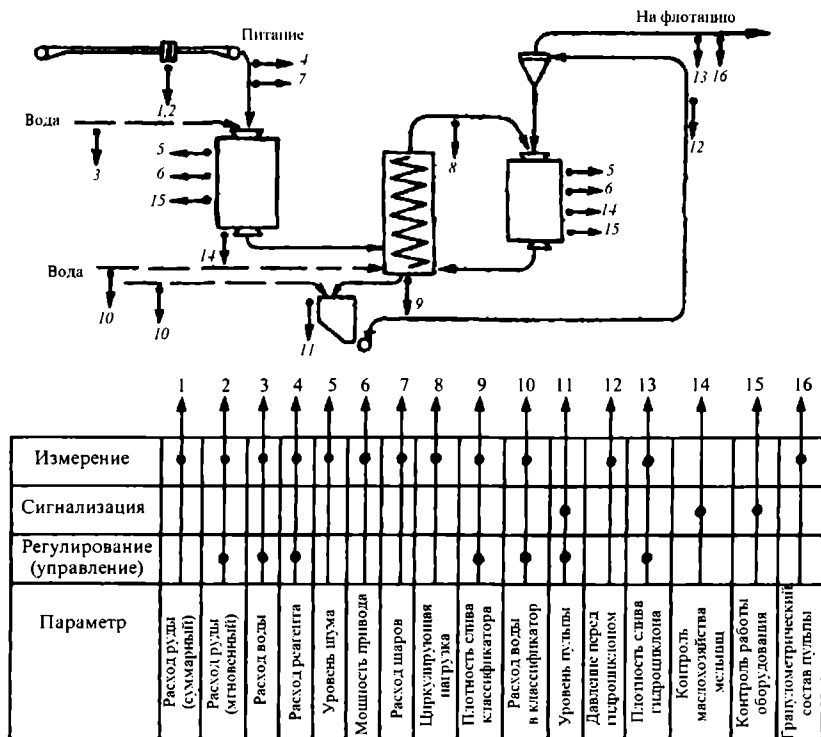 Питание
На флотацию
4
7
13 16
1,2
Вода
3
5
6
15
8
12
5
6
14
15
14
Вода
10
10
11
9
1 2 3 4 5 6 7 8 9 10 11 12 13 14 15 16
Измерение
Сигнализация
Регулирование
(управление)
Параметр
Расход руды
(суммарный)
Расход руды
(мгновенный)
Расход воды
Расход реагента
Уровень шума
Мощность привода
Расход шаров
Циркулирующая
нагрузка
Плотность слива
классификатора
Расход воды
в классификатор
Уровень пульпы
Давление перед
гидроциклоном
Плотность слива
гидроциклона
Контроль
маслохозяйства
мельниц
Контроль работы
оборудования
Гранулометрический
состав пульпы